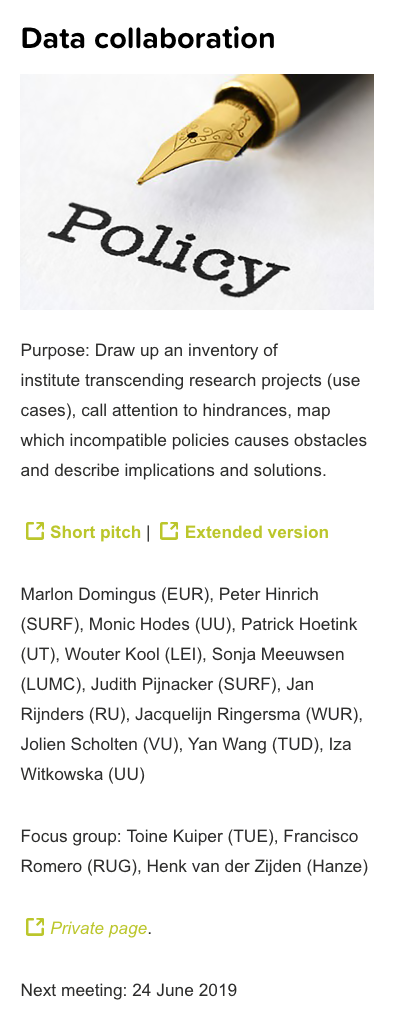 Data collaboration
Policy
Purpose: Draw up an inventory of
institute transcending research projects (use
cases), call attention to hindrances, map
which incompatible policies causes obstacles
and describe implications and solutions.
Short pitch | Extended version
Marlon Domingus (EUR), Peter Hinrich
(SURF), Monic Hodes (UU), Patrick Hoetink
(UT), Wouter Kool (LEI), Sonja Meeuwsen
(LUMC), Judith Pijnacker (SURF), Jan
Rijnders (RU), Jacquelijn Ringersma (WUR),
Jolien Scholten (VU), Yan Wang (TUD), Iza
Witkowska (UU)
Focus group: Toine Kuiper (TUE), Francisco
Romero (RUG), Henk van der Zijden (Hanze)
Private page.
Next meeting: 24 June 2019